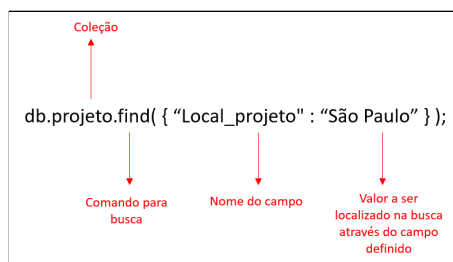 Coleção
db.projeto.find( { “Local_projeto" : “São Paulo” } );
Comando para
busca
Nome do campo
Valor a ser
localizado na busca
através do campo
definido